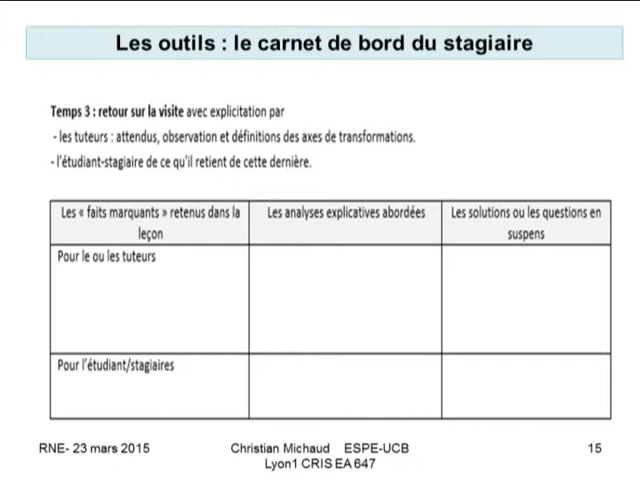 Les outils : le carnet de bord du stagiaire
Temps 3 : retour sur la visite avec explicitation par
- les tuteurs : attendus, observation et définitions des axes de transformations.
- l'étudiant-stagiaire de ce qu'il retient de cette dernière.
Les « faits marquants » retenus dans la
leçon
Les analyses explicatives abordées
Les solutions ou les questions en
suspens
Pour le ou les tuteurs
Pour l'étudiant/stagiaires
RNE- 23 mars 2015
Christian Michaud ESPE-UCB
Lyon1 CRIS EA 647
15